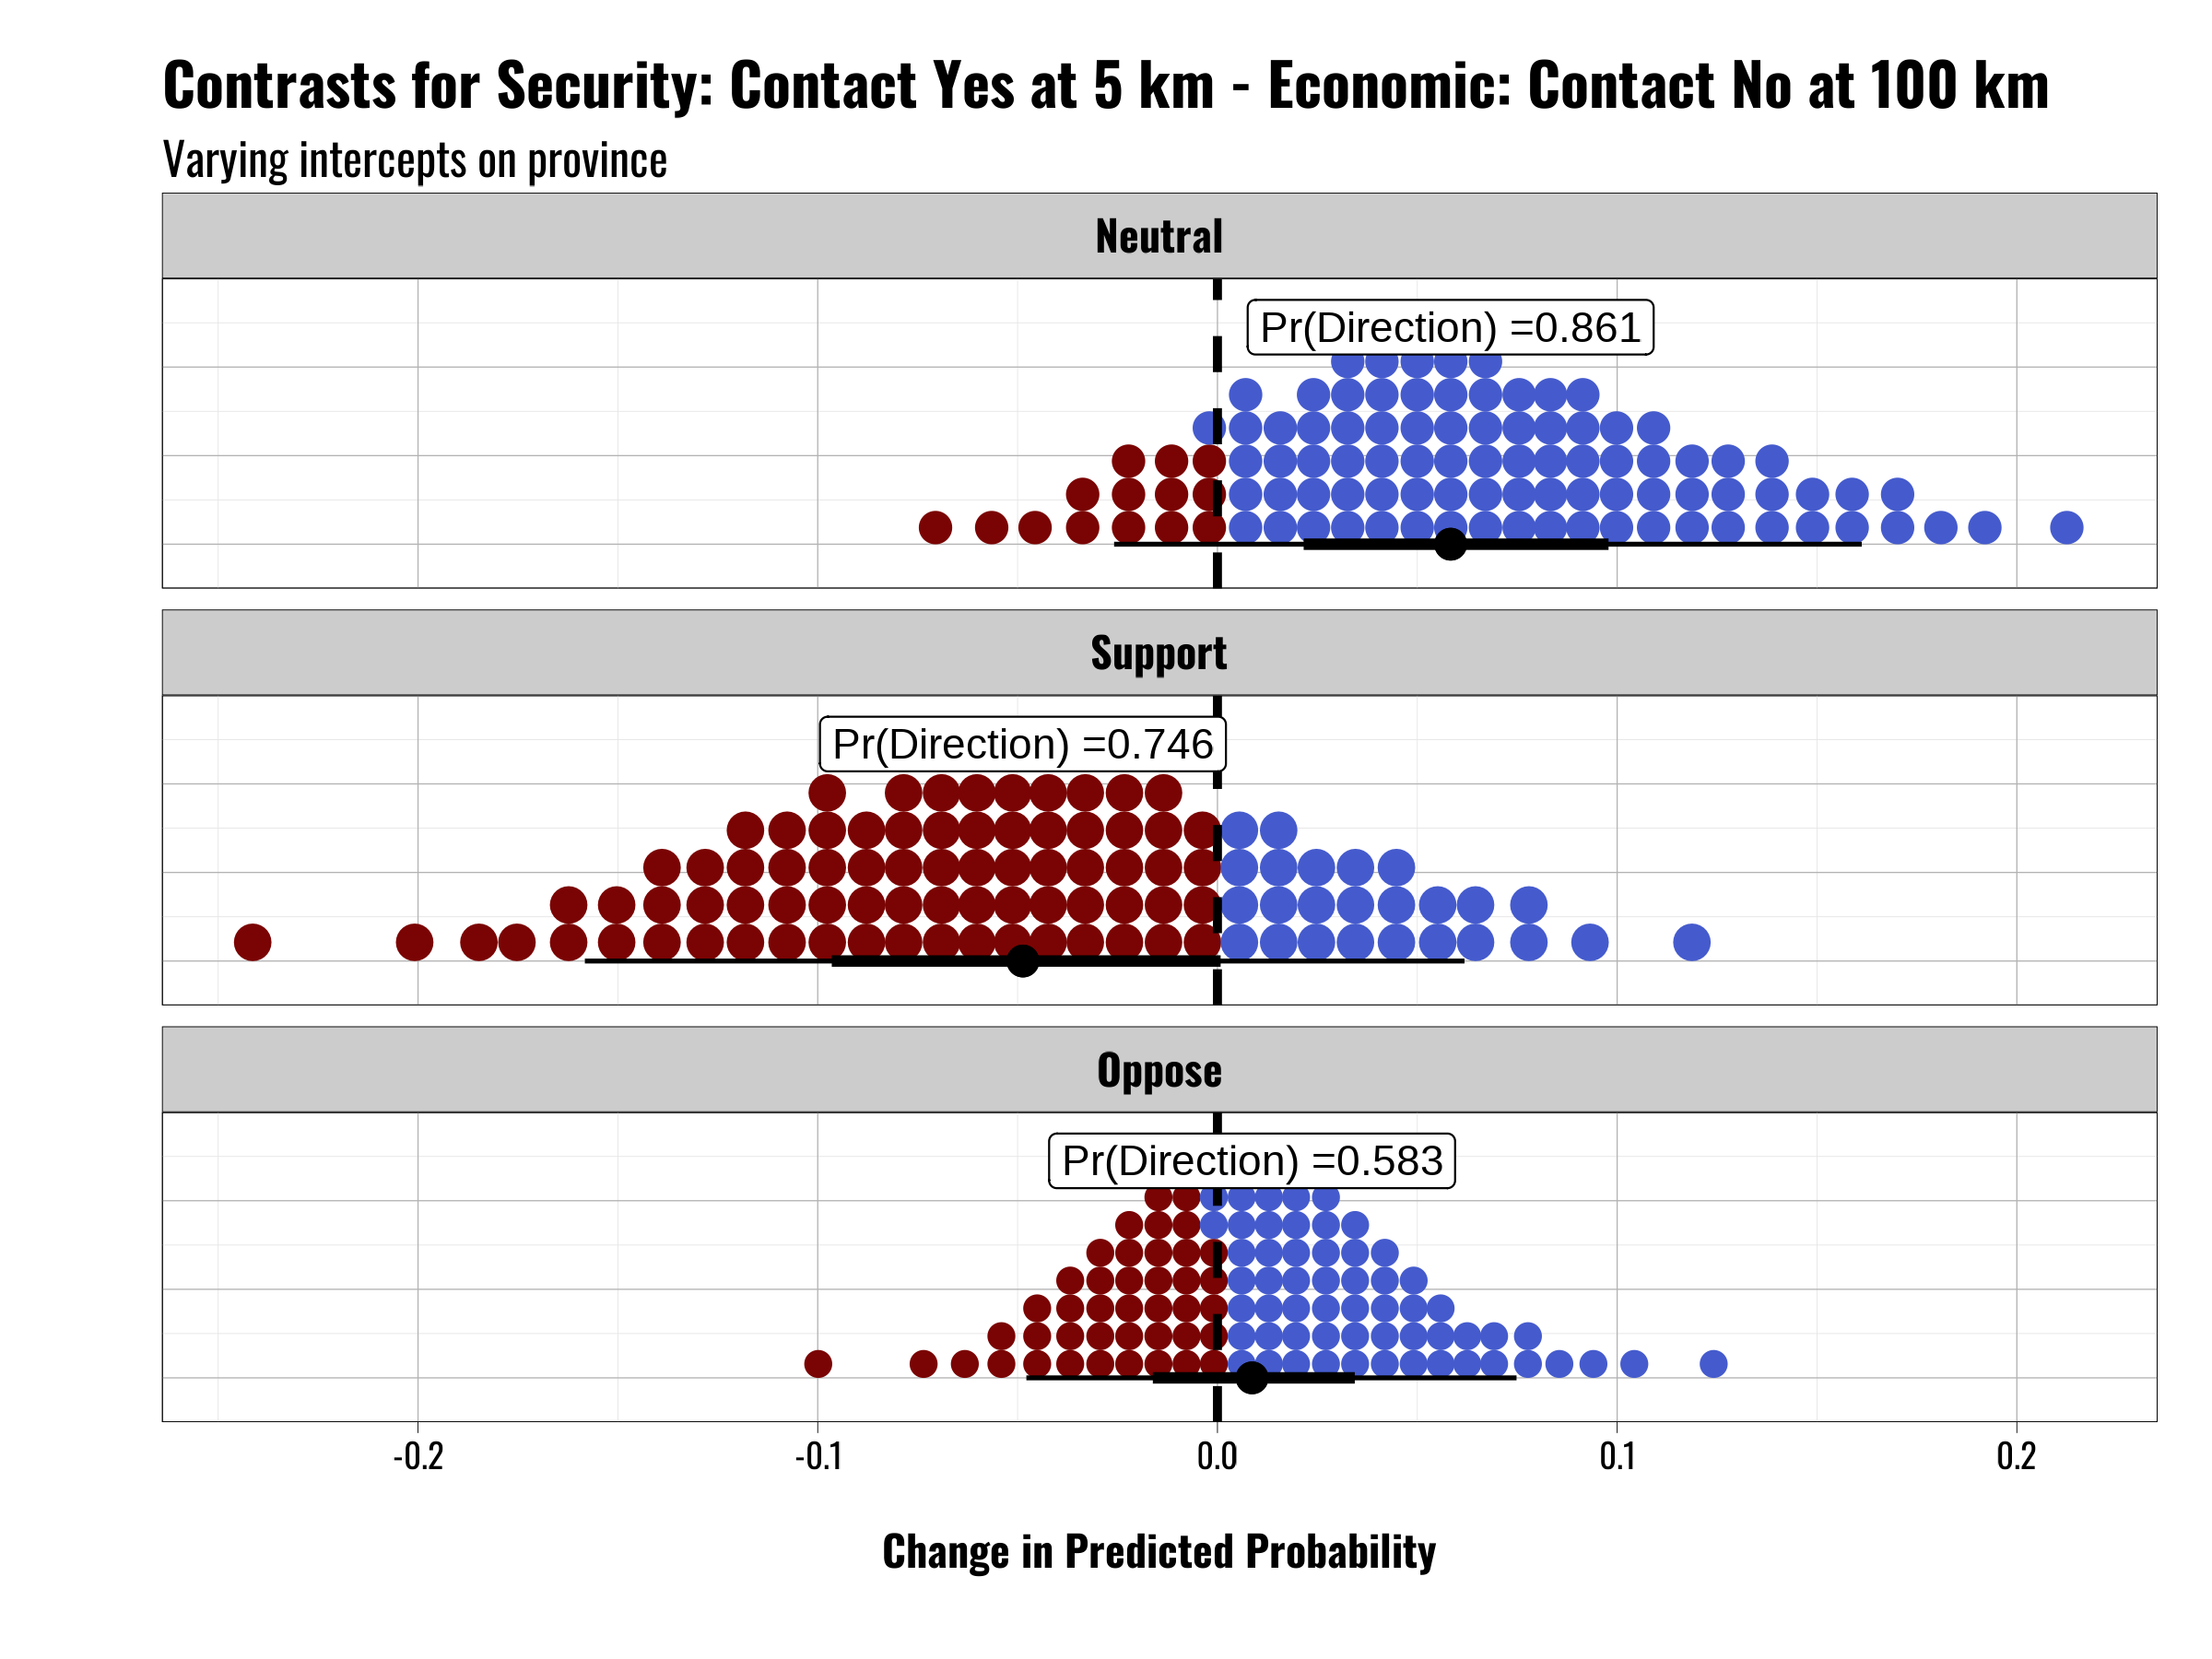 Contrasts for Security: Contact Yes at 5 km - Economic: Contact No at 100 km
Varying intercepts on province
Neutral
Pr(Direction) =0.861
Support
Pr(Direction) =0.746
Oppose
Pr(Direction) =0.583
-0.2 -0.1 0.0 0.1 0.2
Change in Predicted Probability